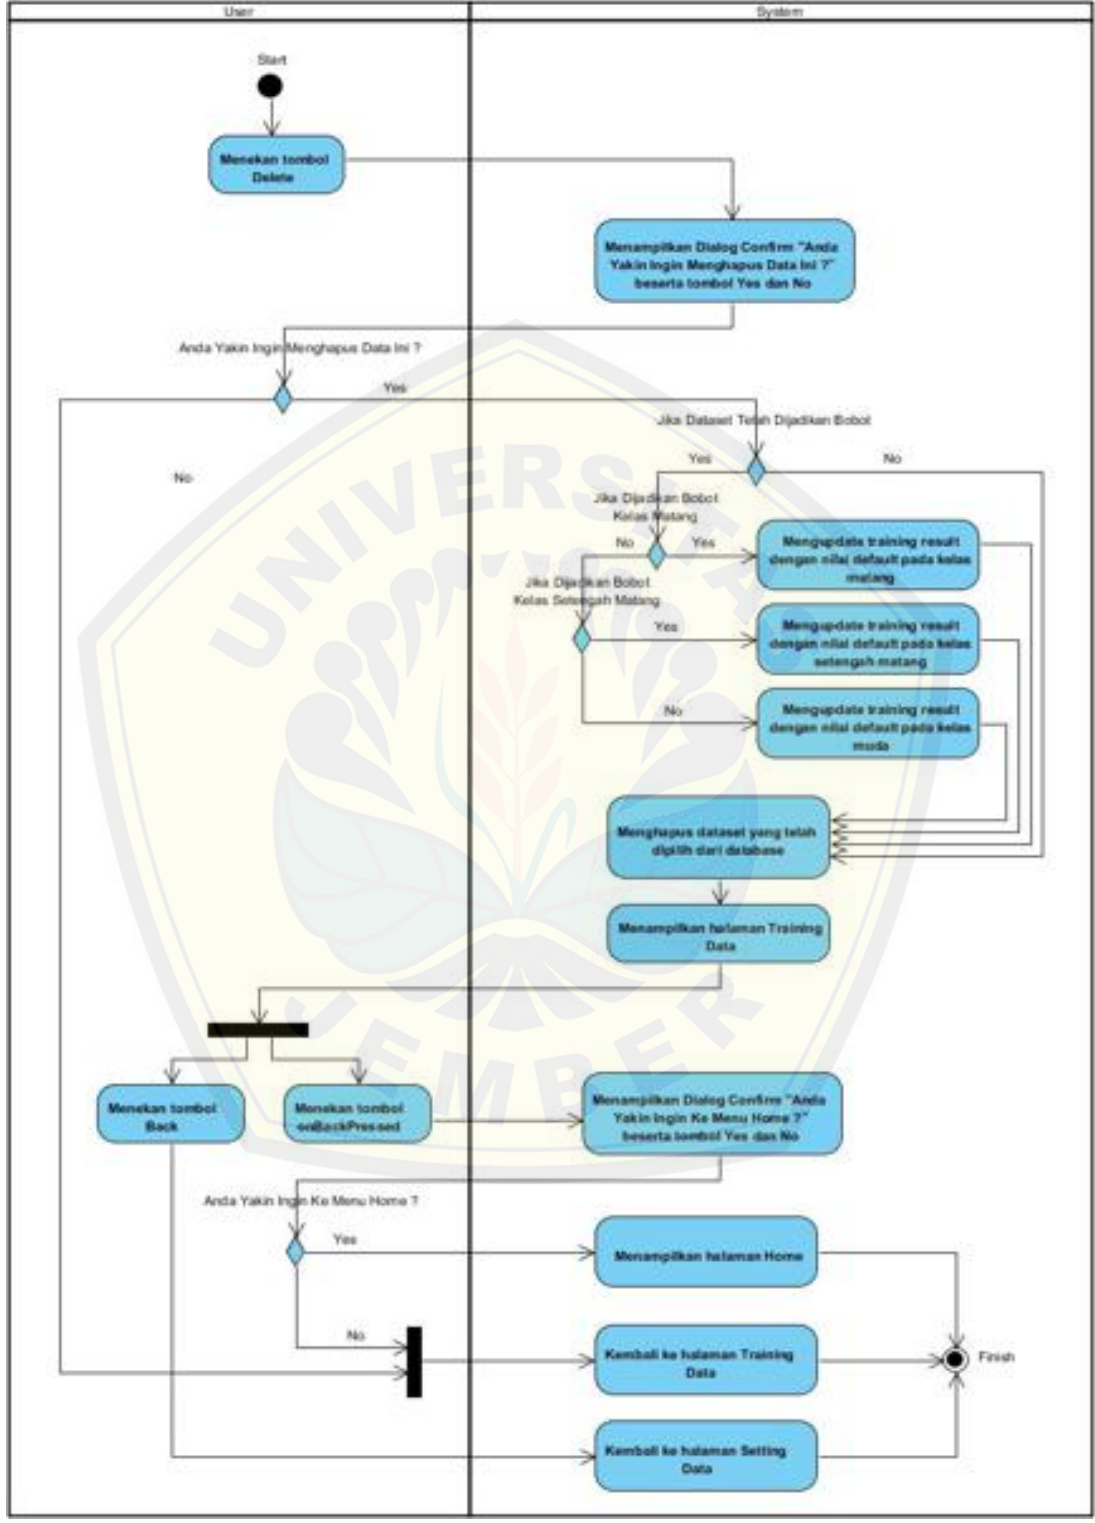 User
System
Start
Menekan tombol
Delete
Menampilkan Dialog Confirm "Anda
Yakin Ingin Menghapus Data Ini ?"
beserta tombol Yes dan No
Anda Yakin Ingin Menghapus Data Ini ?
Yes
No
Jika Dataset Telah Dijadikan Bobot
Yes
No
Jika Dijadikan Bobot
Kelas Matang
No
Yes
Mengupdate training result
dengan nilai default pada kelas
matang
Jika Dijadikan Bobot
Kelas Setengah Matang
Yes
Mengupdate training result
dengan nilai default pada kelas
setengah matang
No
Mengupdate training result
dengan nilai default pada kelas
muda
Menghapus dataset yang telah
dipilih dari database
Menampilkan halaman Training
Data
Menekan tombol
Back
Menekan tombol
onBackPressed
Menampilkan Dialog Confirm "Anda
Yakin Ingin Ke Menu Home ?"
beserta tombol Yes dan No
Anda Yakin Ingin Ke Menu Home ?
Yes
Menampilkan halaman Home
No
Kembali ke halaman Training
Data
Finish
Kembali ke halaman Setting
Data
UNIVERSITAS
JEMBER